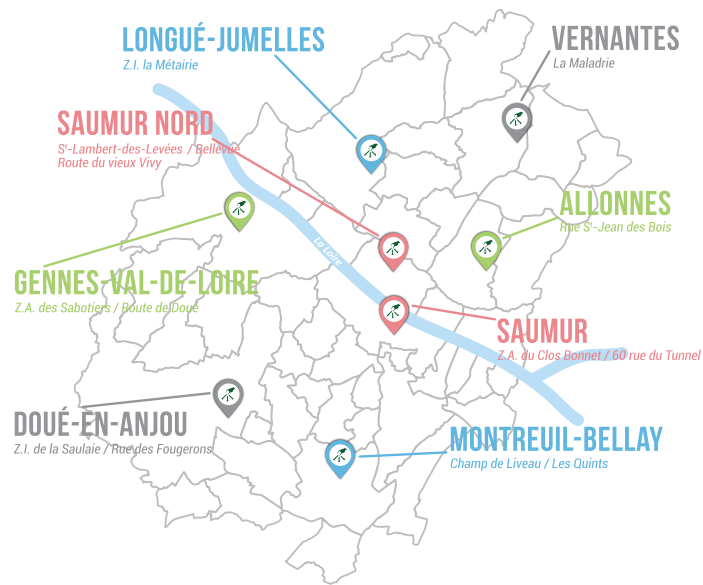 LONGUÉ-JUMELLES
Z.I. la Métairie
VERNANTES
La Maladrie
SAUMUR NORD
St-Lambert-des-Levées / Bellevue
Route du vieux Vivy
ALLONNES
Rue St-Jean des Bois
La Loire
GENNES-VAL-DE-LOIRE
Z.A. des Sabotiers / Route de Doué
SAUMUR
Z.A. du Clos Bonnet / 60 rue du Tunnel
DOUÉ-EN-ANJOU
Z.I. de la Saulaie / Rue des Fougerons
MONTREUIL-BELLAY
Champ de Liveau / Les Quints